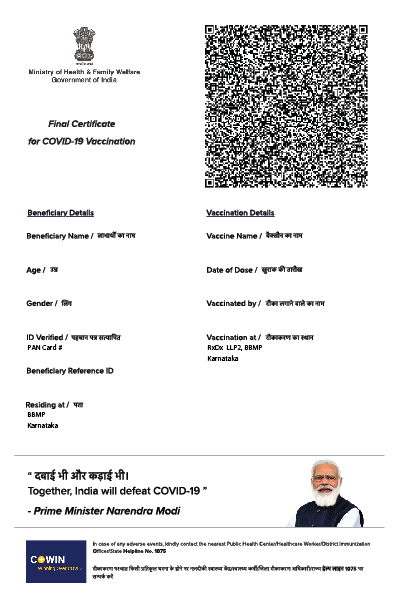 Ministry of Health & Family Welfare
Government of India
Final Certificate
for COVID-19 Vaccination
Beneficiary Details
Beneficiary Name / लाभार्थी का नाम
Age / उम्र
Gender / लिंग
ID Verified / पहचान पत्र सत्यापित
PAN Card #
Beneficiary Reference ID
Residing at / पता
BBMP
Karnataka
Vaccination Details
Vaccine Name / वैक्सीन का नाम
Date of Dose / खुराक की तारीख
Vaccinated by / टीका लगाने वाले का नाम
Vaccination at / टीकाकरण का स्थान
RxDx LLP2, BBMP
Karnataka
“ दवाई भी और कड़ाई भी।
Together, India will defeat COVID-19 ”
- Prime Minister Narendra Modi
COWIN
Winning Over COVID
In case of any adverse events, kindly contact the nearest Public Health Center/Healthcare Worker/District Immunization
Officer/State Helpline No. 1075
टीकाकरण पश्चात किसी प्रतिकूल घटना के होने पर नजदीकी स्वास्थ्य केंद्र/स्वास्थ्य कर्मी/जिला टीकाकरण अधिकारी/राज्य हेल्प लाइन 1075 पर
सम्पर्क करें